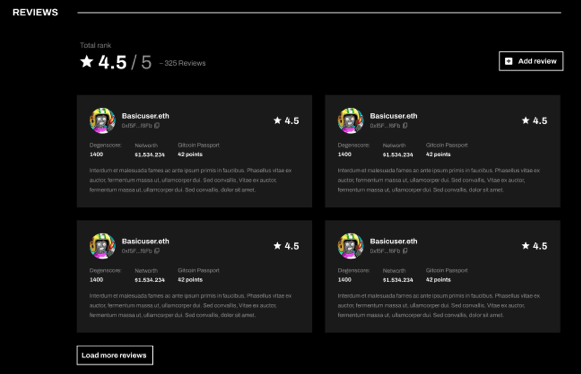 REVIEWS
Total rank
4.5 / 5 – 325 Reviews
Add review
Basicuser.eth
0xf5F...f8Fb
4.5
Degenscore: Networth Gitcoin Passport
1400 $1.534.234 42 points
Interdum et malesuada fames ac ante ipsum primis in faucibus. Phasellus vitae ex
auctor, fermentum massa ut, ullamcorper dui. Sed convallis, Vitae ex auctor,
fermentum massa ut, ullamcorper dui. Sed convallis, dolor sit amet.
Basicuser.eth
0xf5F...f8Fb
4.5
Degenscore: Networth Gitcoin Passport
1400 $1.534.234 42 points
Interdum et malesuada fames ac ante ipsum primis in faucibus. Phasellus vitae ex
auctor, fermentum massa ut, ullamcorper dui. Sed convallis, Vitae ex auctor,
fermentum massa ut, ullamcorper dui. Sed convallis, dolor sit amet.
Basicuser.eth
0xf5F...f8Fb
4.5
Degenscore: Networth Gitcoin Passport
1400 $1.534.234 42 points
Interdum et malesuada fames ac ante ipsum primis in faucibus. Phasellus vitae ex
auctor, fermentum massa ut, ullamcorper dui. Sed convallis, Vitae ex auctor,
fermentum massa ut, ullamcorper dui. Sed convallis, dolor sit amet.
Basicuser.eth
0xf5F...f8Fb
4.5
Degenscore: Networth Gitcoin Passport
1400 $1.534.234 42 points
Interdum et malesuada fames ac ante ipsum primis in faucibus. Phasellus vitae ex
auctor, fermentum massa ut, ullamcorper dui. Sed convallis, Vitae ex auctor,
fermentum massa ut, ullamcorper dui. Sed convallis, dolor sit amet.
Load more reviews